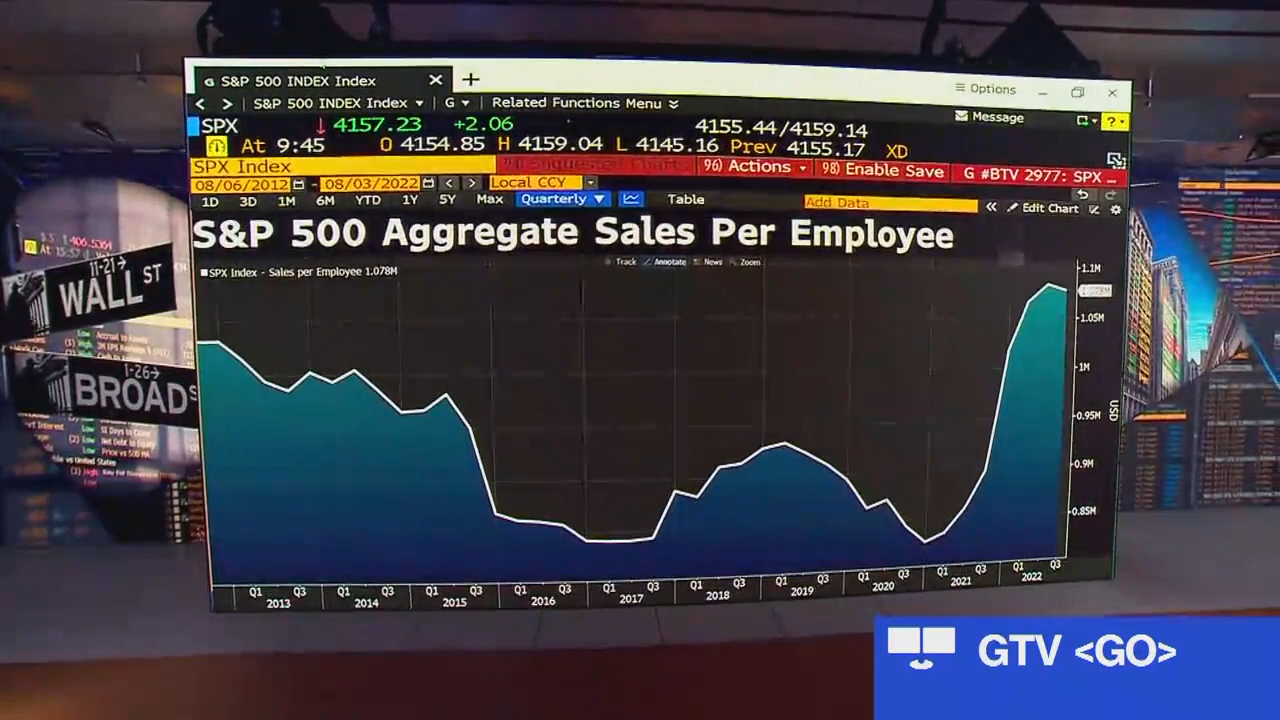 S&P 500 INDEX Index
Options
S&P 500 INDEX Index
G
Related Functions Menu
SPX
4157.23
+2.06
4155.44/4159.14
Message
?
At 9:45
O 4154.85 H 4159.04 L 4145.16 Prev 4155.17 XD
SPX Index
96) Actions
98) Enable Save
G #BTV 2977: SPX ...
08/06/2012 - 08/03/2022
Local CCY
1D 3D 1M 6M YTD 1Y 5Y Max Quarterly
Table
Add Data
Edit Chart
S&P 500 Aggregate Sales Per Employee
Track Annotate News Zoom
SPX Index - Sales per Employee 1.078M
1.1M
1.078M
1.05M
1M
0.95M
0.9M
0.85M
USD
Q1 Q3 Q1 Q3 Q1 Q3 Q1 Q3 Q1 Q3 Q1 Q3 Q1 Q3 Q1 Q3 Q1 Q3 Q1 Q3
2013 2014 2015 2016 2017 2018 2019 2020 2021 2022
11-21→
WALL ST
1-26→
BROAD S
GTV <GO>